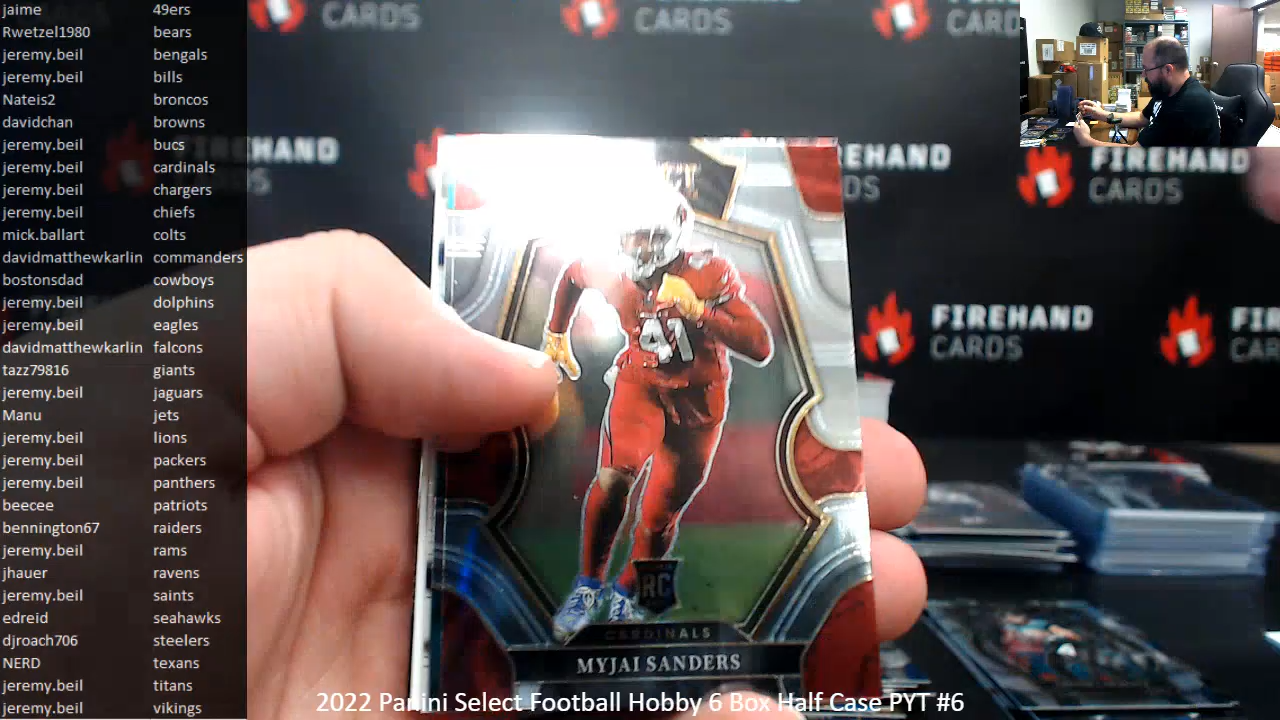 jaime 49ers
Rwetzel1980 bears
jeremy.beil bengals
jeremy.beil bills
Nateis2 broncos
davidchan browns
jeremy.beil bucs
jeremy.beil cardinals
jeremy.beil chargers
jeremy.beil chiefs
mick.ballart colts
davidmatthewkarlin commanders
bostonsdad cowboys
jeremy.beil dolphins
jeremy.beil eagles
davidmatthewkarlin falcons
tazz79816 giants
jeremy.beil jaguars
Manu jets
jeremy.beil lions
jeremy.beil packers
jeremy.beil panthers
beecee patriots
bennington67 raiders
jeremy.beil rams
jhauer ravens
jeremy.beil saints
edreid seahawks
djroach706 steelers
NERD texans
jeremy.beil titans
jeremy.beil vikings
CARDS
CARDS
CARDS
FIREHAND
CARDS
FIREHAND
CARDS
41
RC
CARDINALS
MYJAI SANDERS
2022 Panini Select Football Hobby 6 Box Half Case PYT #6